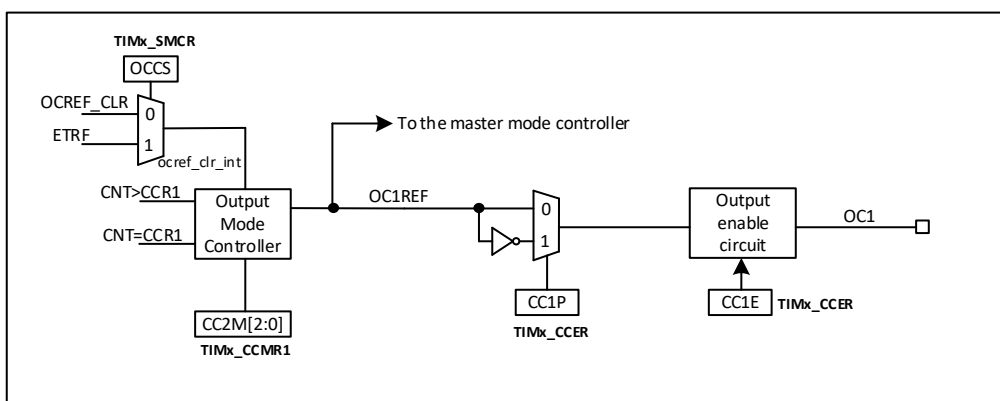 TIMx_SMCR
OCCS
OCREF_CLR
0
ETRF
1
ocref_clr_int
To the master mode controller
CNT>CCR1
CNT=CCR1
Output
Mode
Controller
OC1REF
0
1
Output
enable
circuit
OC1
CC2M[2:0]
TIMx_CCMR1
CC1P
TIMx_CCER
CC1E
TIMx_CCER